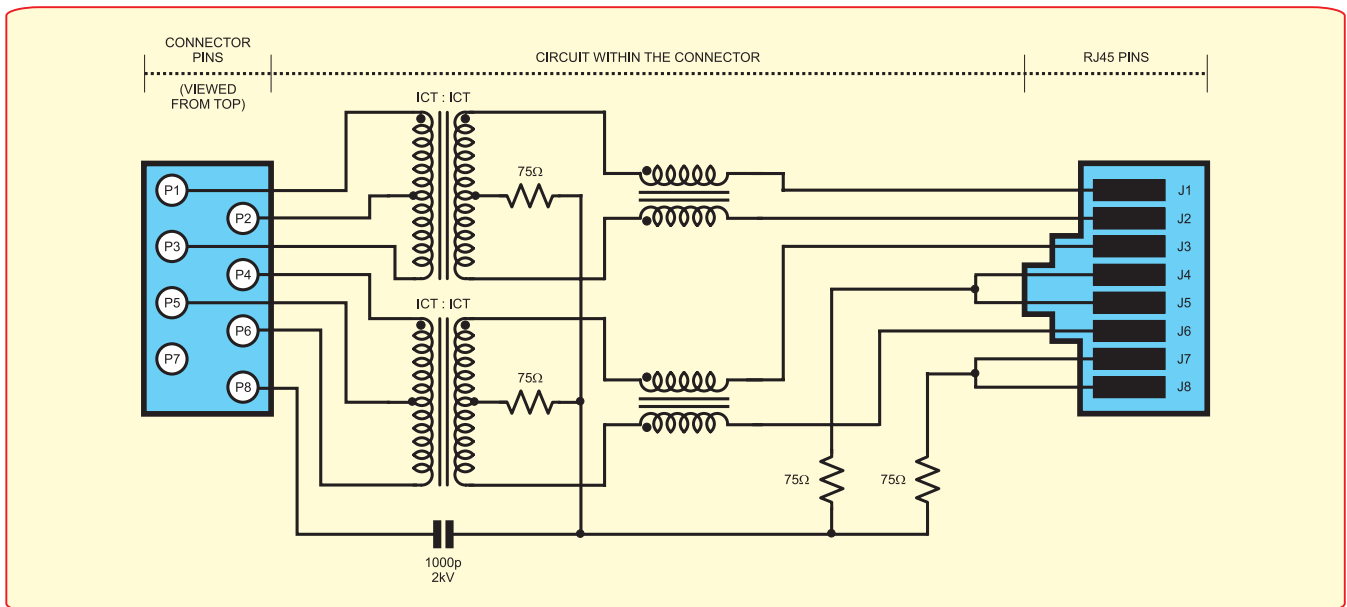 CONNECTOR
PINS
(VIEWED
FROM TOP)
CIRCUIT WITHIN THE CONNECTOR
RJ45 PINS
ICT : ICT
75Ω
P1
P2
P3
P4
P5
P6
P7
P8
ICT : ICT
75Ω
J1
J2
J3
J4
J5
J6
J7
J8
75Ω
75Ω
1000p
2kV